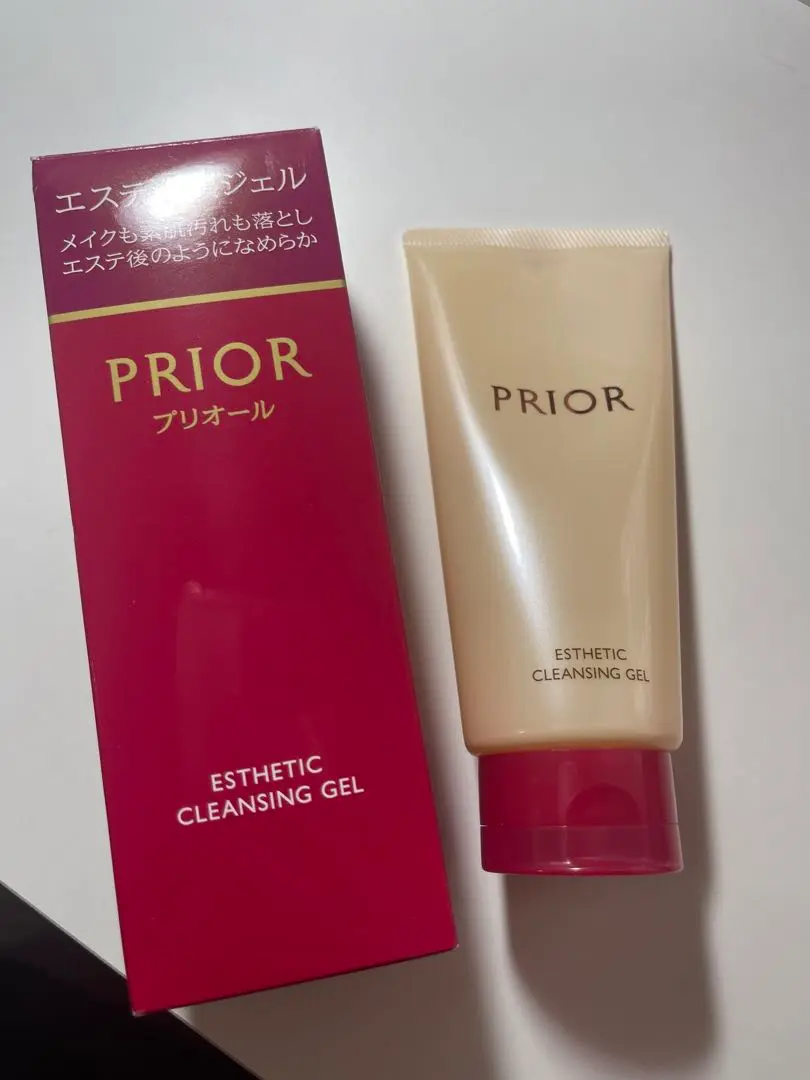 エステ ジェル
メイクも素肌汚れも落とし
エステ後のようになめらか
PRIOR
プリオール
ESTHETIC
CLEANSING GEL
PRIOR
ESTHETIC
CLEANSING GEL